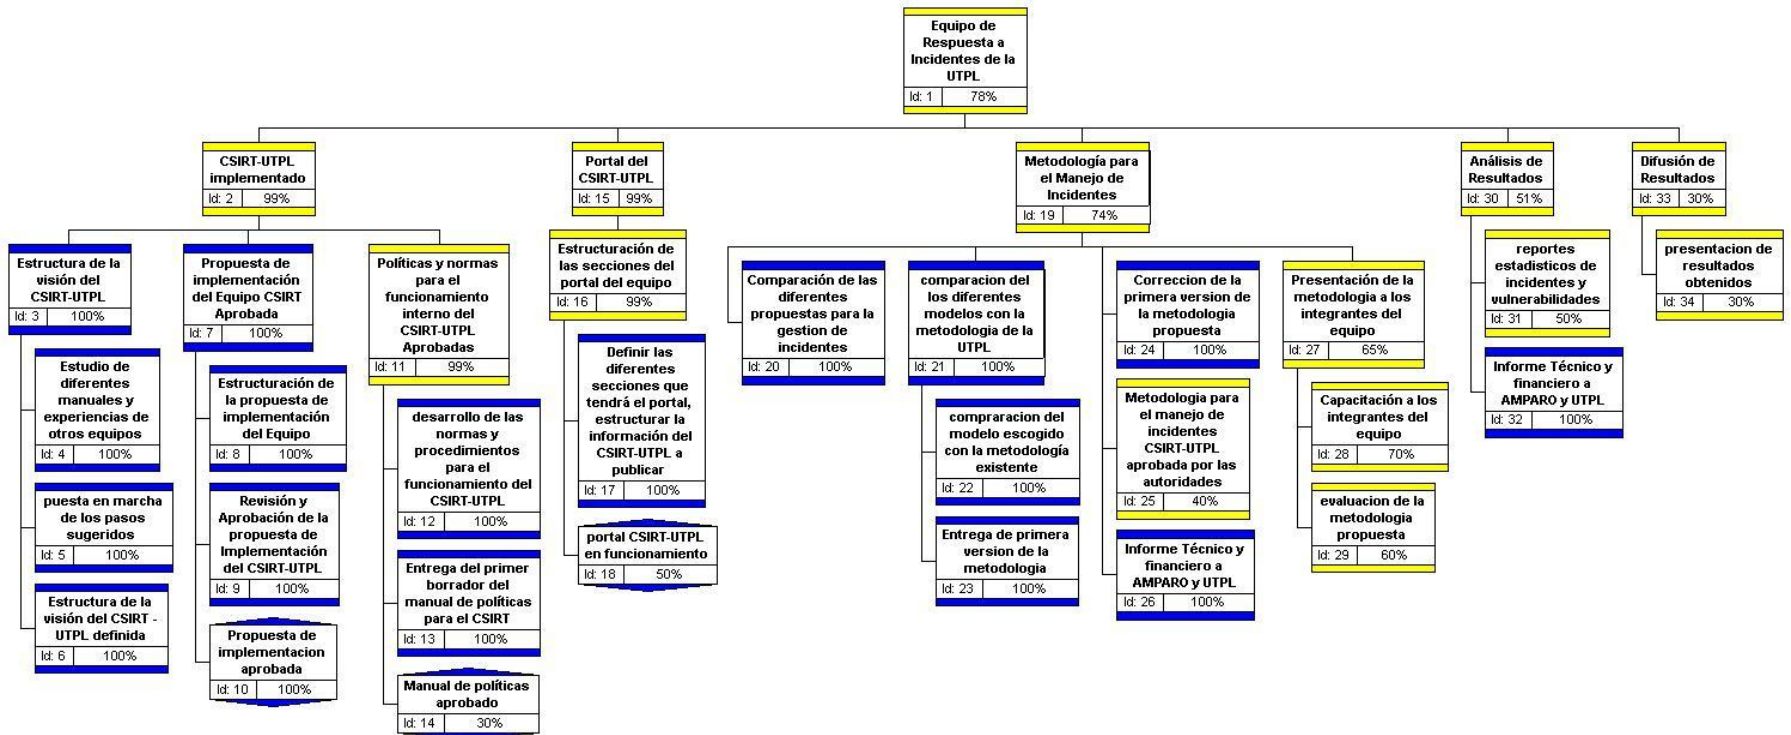 Equipo de
Respuesta a
Incidentes de la
UTPL
Id: 1 78%
CSIRT-UTPL
implementado
Id: 2 99%
Estructura de la
visión del
CSIRT-UTPL
Id: 3 100%
Estudio de
diferentes
manuales y
experiencias de
otros equipos
Id: 4 100%
puesta en marcha
de los pasos
sugeridos
Id: 5 100%
Estructura de la
visión del CSIRT -
UTPL definida
Id: 6 100%
Propuesta de
implementación
del Equipo CSIRT
Aprobada
Id: 7 100%
Estructuración de
la propuesta de
implementación
del Equipo
Id: 8 100%
Revisión y
Aprobación de la
propuesta de
Implementación
del CSIRT-UTPL
Id: 9 100%
Propuesta de
implementacion
aprobada
Id: 10 100%
Políticas y normas
para el
funcionamiento
interno del
CSIRT-UTPL
Aprobadas
Id: 11 99%
desarrollo de las
normas y
procedimientos
para el
funcionamiento del
CSIRT-UTPL
Id: 12 100%
Entrega del primer
borrador del
manual de políticas
para el CSIRT
Id: 13 100%
Manual de políticas
aprobado
Id: 14 30%
Portal del
CSIRT-UTPL
Id: 15 99%
Estructuración de
las secciones del
portal del equipo
Id: 16 99%
Definir las
diferentes
secciones que
tendrá el portal,
estructurar la
información del
CSIRT-UTPL a
publicar
Id: 17 100%
portal CSIRT-UTPL
en funcionamiento
Id: 18 50%
Metodología para
el Manejo de
Incidentes
Id: 19 74%
Comparación de las
diferentes
propuestas para la
gestion de
incidentes
Id: 20 100%
comparacion del
los diferentes
modelos con la
metodologia de la
UTPL
Id: 21 100%
compraracion del
modelo escogido
con la metodología
existente
Id: 22 100%
Entrega de primera
version de la
metodologia
Id: 23 100%
Correccion de la
primera version de
la metodologia
propuesta
Id: 24 100%
Metodologia para
el manejo de
incidentes
CSIRT-UTPL
aprobada por las
autoridades
Id: 25 40%
Informe Técnico y
financiero a
AMPARO y UTPL
Id: 26 100%
Presentación de la
metodologia a los
integrantes del
equipo
Id: 27 65%
Capacitación a los
integrantes del
equipo
Id: 28 70%
evaluacion de la
metodologia
propuesta
Id: 29 60%
Análisis de
Resultados
Id: 30 51%
reportes
estadisticos de
incidentes y
vulnerabilidades
Id: 31 50%
Informe Técnico y
financiero a
AMPARO y UTPL
Id: 32 100%
Difusión de
Resultados
Id: 33 30%
presentacion de
resultados
obtenidos
Id: 34 30%